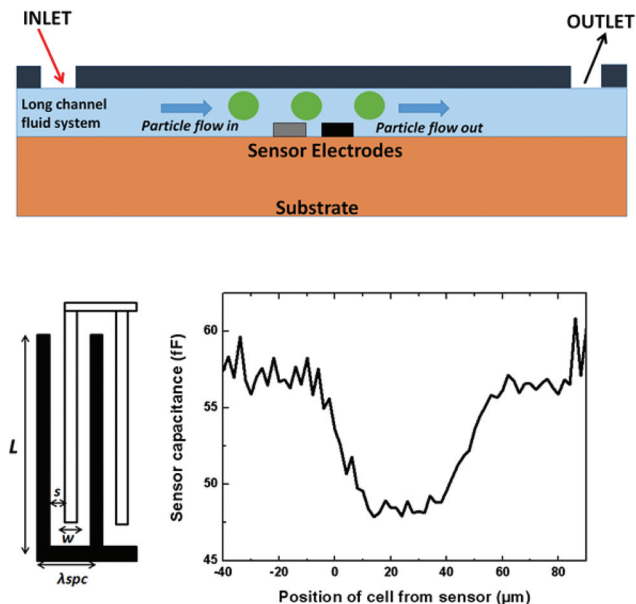 INLET
OUTLET
Long channel
fluid system
Particle flow in
Particle flow out
Sensor Electrodes
Substrate
L
s
w
λspc
Sensor capacitance (fF)
60
55
50
45
-40 -20 0 20 40 60 80
Position of cell from sensor (µm)